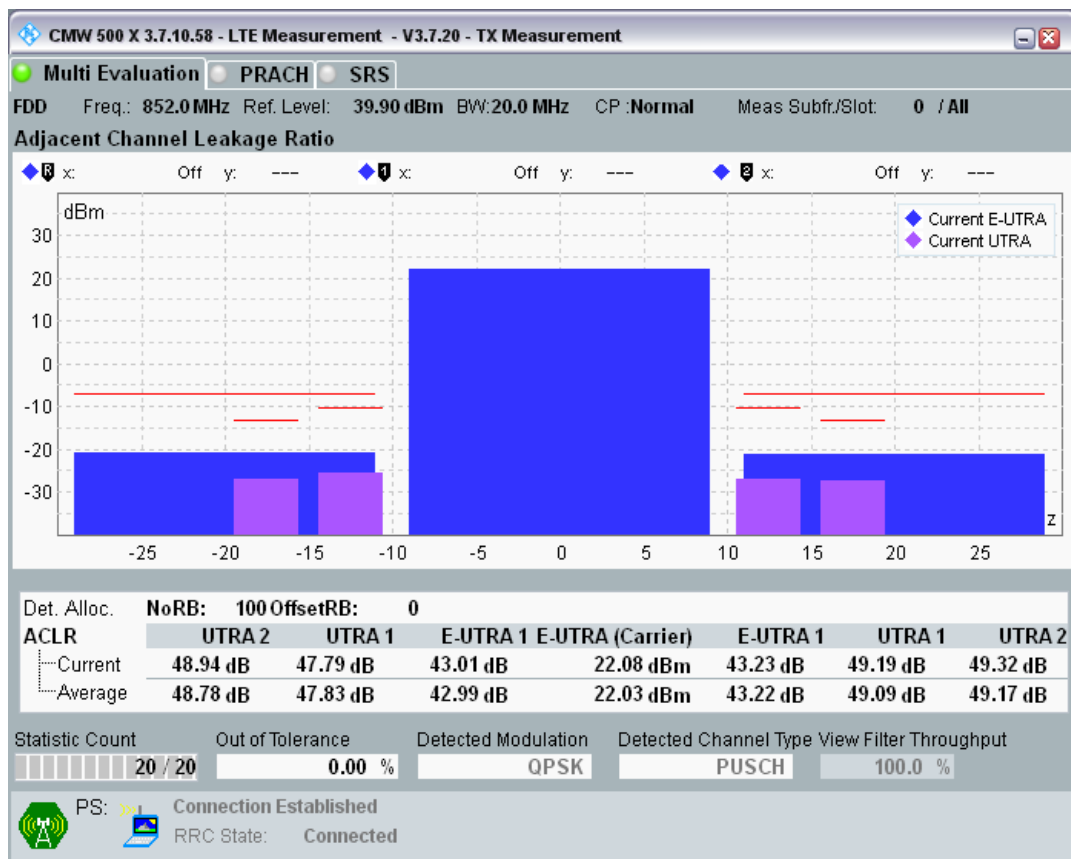 CMW 500 X 3.7.10.58 - LTE Measurement - V3.7.20 - TX Measurement
Multi Evaluation PRACH SRS
FDD Freq.: 852.0 MHz Ref. Level: 39.90 dBm BW:20.0 MHz CP :Normal Meas Subfr./Slot: 0 / All
Adjacent Channel Leakage Ratio
R x: Off y: --- 1 x: Off y: --- 2 x: Off y: ---
dBm
Current E-UTRA
Current UTRA
30
20
10
0
-10
-20
-30
z
-25 -20 -15 -10 -5 0 5 10 15 20 25
Det. Alloc. NoRB: 100 OffsetRB: 0
ACLR UTRA 2 UTRA 1 E-UTRA 1 E-UTRA (Carrier) E-UTRA 1 UTRA 1 UTRA 2
Current 48.94 dB 47.79 dB 43.01 dB 22.08 dBm 43.23 dB 49.19 dB 49.32 dB
Average 48.78 dB 47.83 dB 42.99 dB 22.03 dBm 43.22 dB 49.09 dB 49.17 dB
Statistic Count Out of Tolerance Detected Modulation Detected Channel Type View Filter Throughput
20 / 20 0.00 % QPSK PUSCH 100.0 %
PS: Connection Established
RRC State: Connected